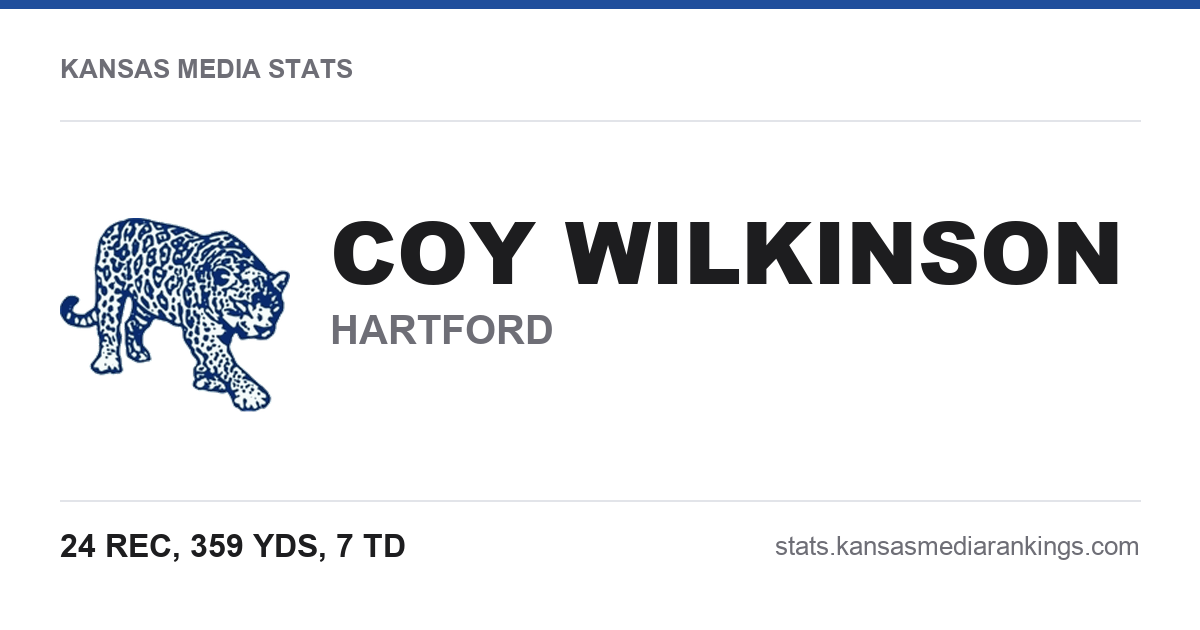 KANSAS MEDIA STATS
COY WILKINSON
HARTFORD
24 REC, 359 YDS, 7 TD
stats.kansasmediarankings.com